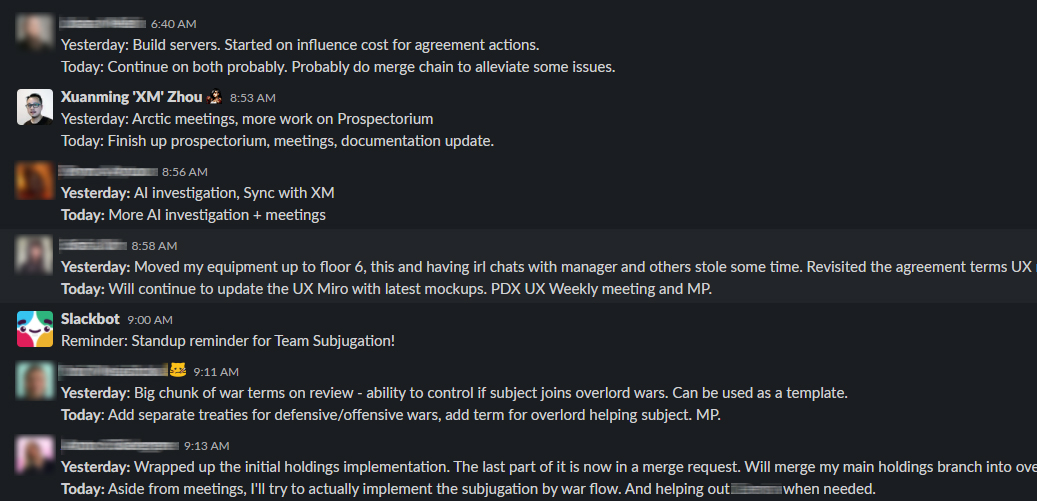 6:40 AM
Yesterday: Build servers. Started on influence cost for agreement actions.
Today: Continue on both probably. Probably do merge chain to alleviate some issues.
Xuanming 'XM' Zhou 8:53 AM
Yesterday: Arctic meetings, more work on Prospectorium
Today: Finish up prospectorium, meetings, documentation update.
8:56 AM
Yesterday: AI investigation, Sync with XM
Today: More AI investigation + meetings
8:58 AM
Yesterday: Moved my equipment up to floor 6, this and having irl chats with manager and others stole some time. Revisited the agreement terms UX
Today: Will continue to update the UX Miro with latest mockups. PDX UX Weekly meeting and MP.
Slackbot 9:00 AM
Reminder: Standup reminder for Team Subjugation!
9:11 AM
Yesterday: Big chunk of war terms on review - ability to control if subject joins overlord wars. Can be used as a template.
Today: Add separate treaties for defensive/offensive wars, add term for overlord helping subject. MP.
9:13 AM
Yesterday: Wrapped up the initial holdings implementation. The last part of it is now in a merge request. Will merge my main holdings branch into
Today: Aside from meetings, I'll try to actually implement the subjugation by war flow. And helping out when needed.